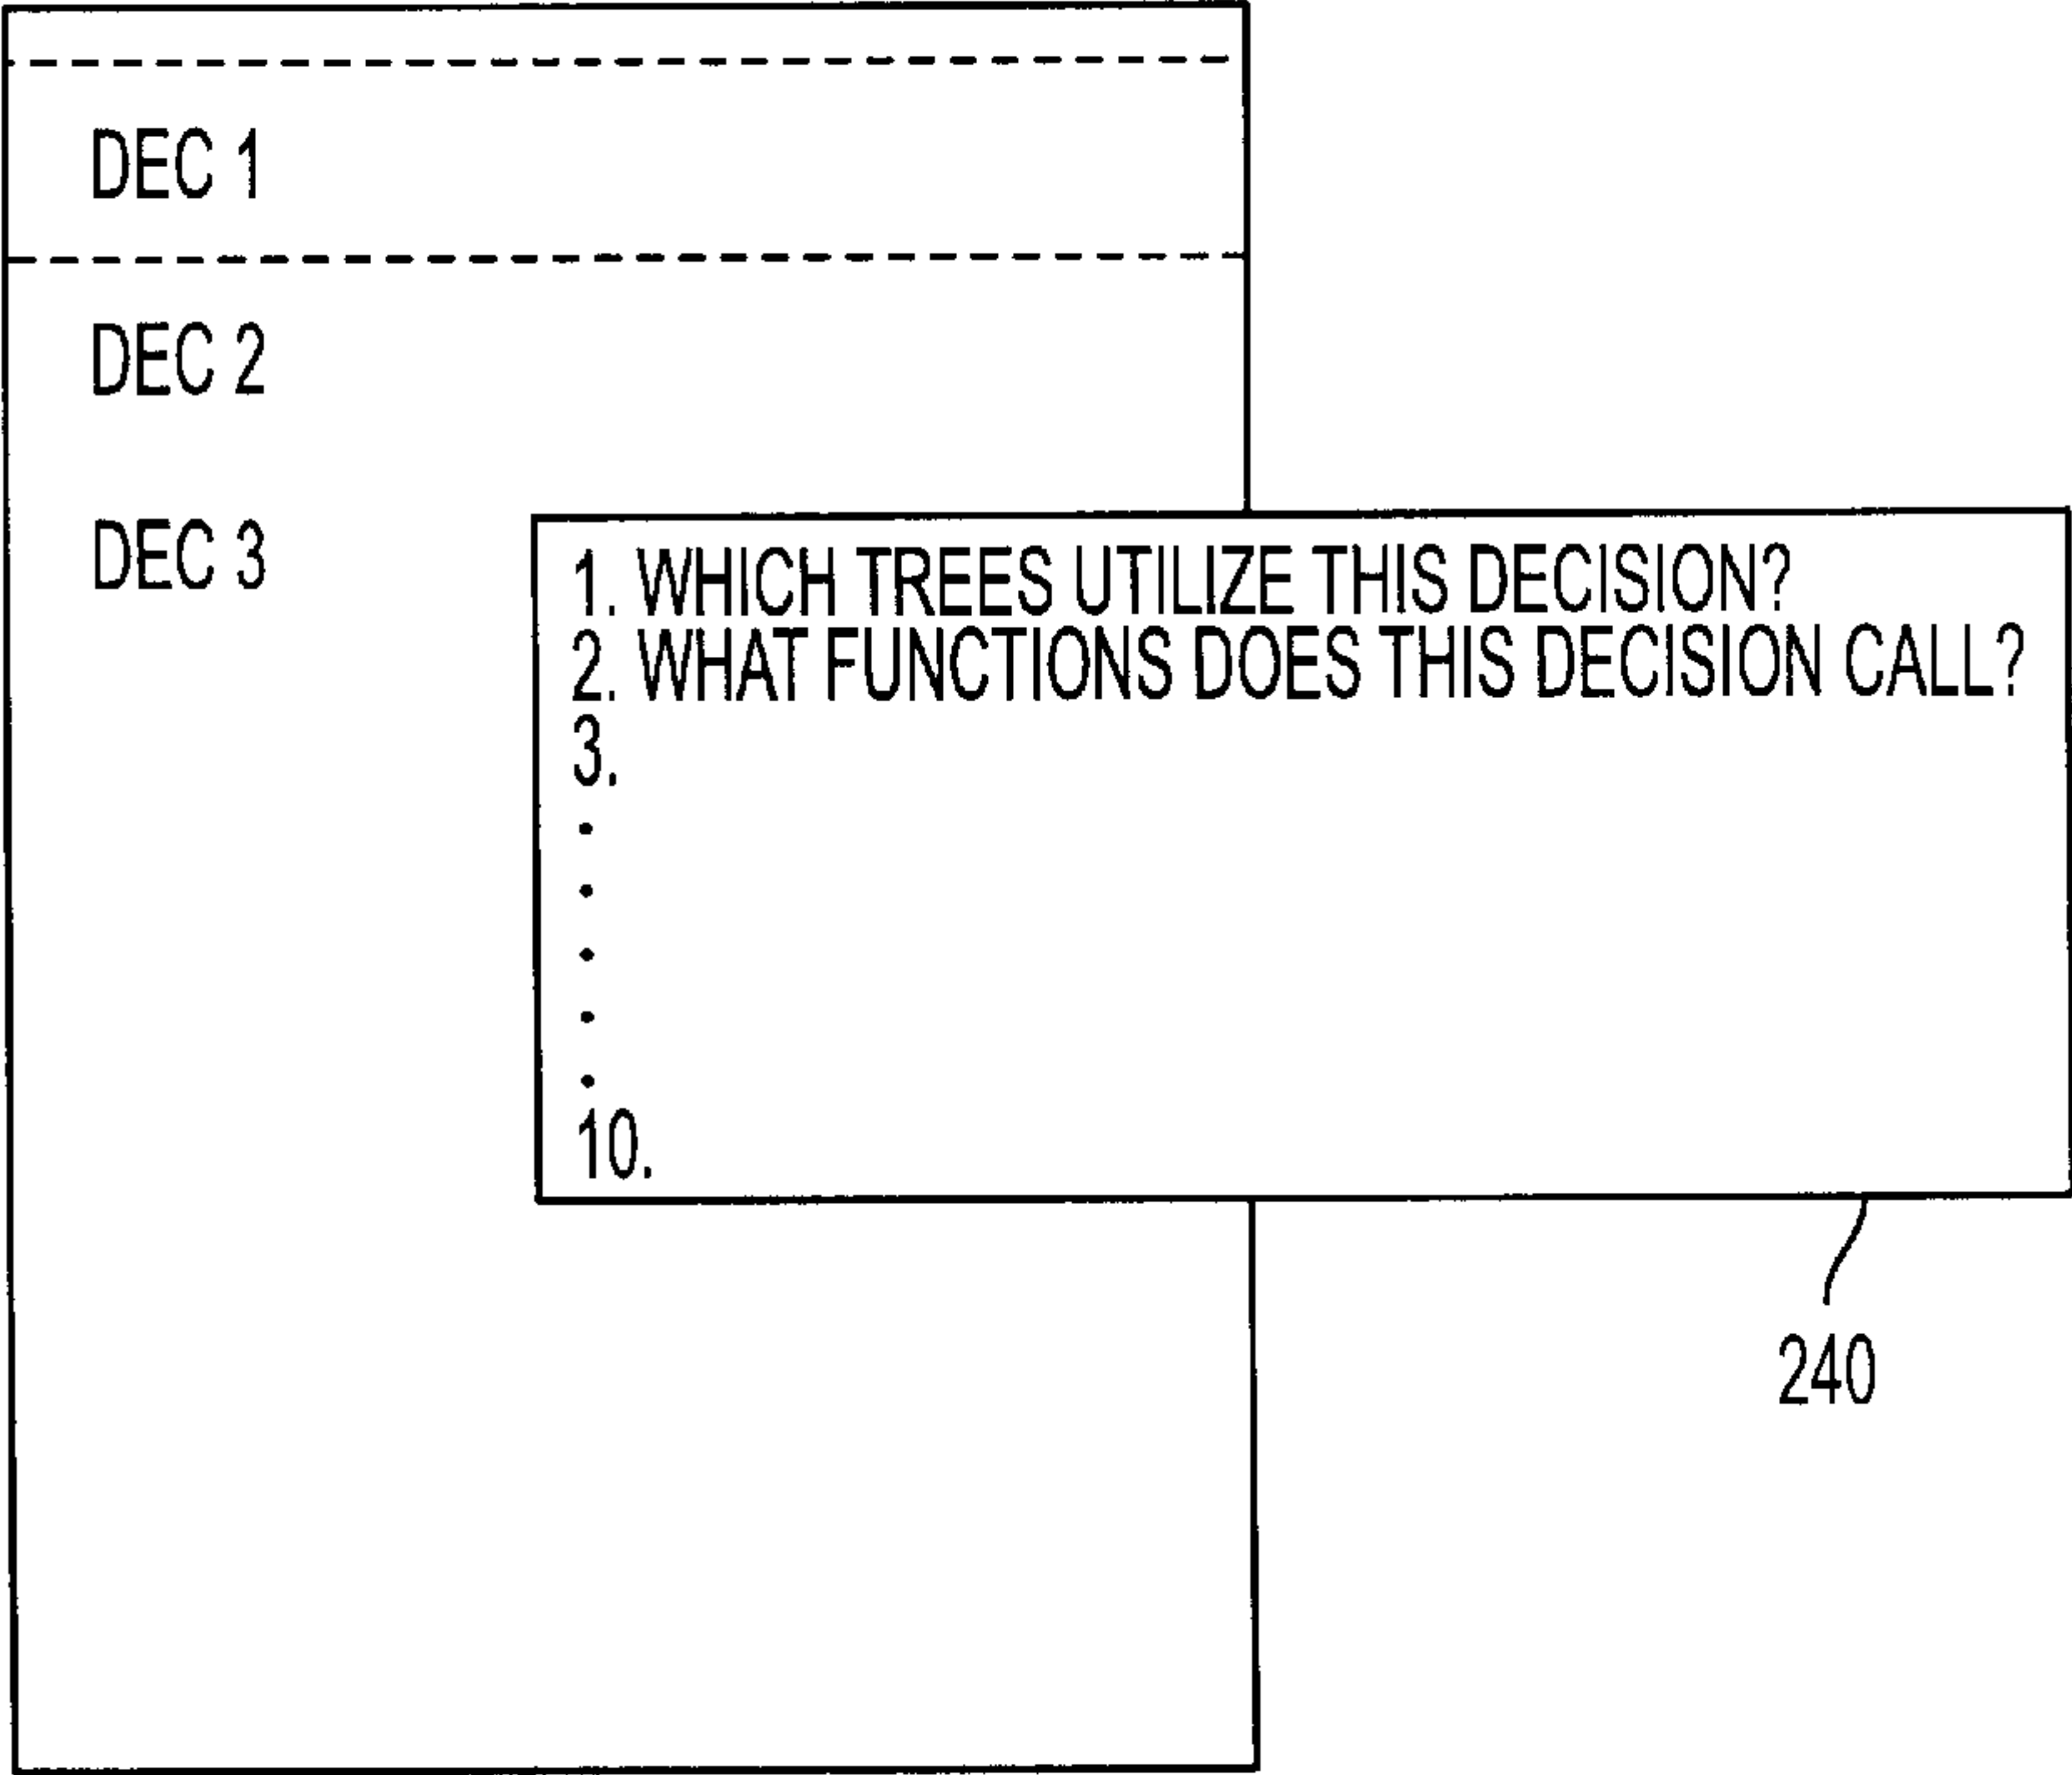 DEC 1
DEC 2
DEC 3
1. WHICH TREES UTILIZE THIS DECISION?
2. WHAT FUNCTIONS DOES THIS DECISION CALL?
3.
.
.
.
.
.
10.
240